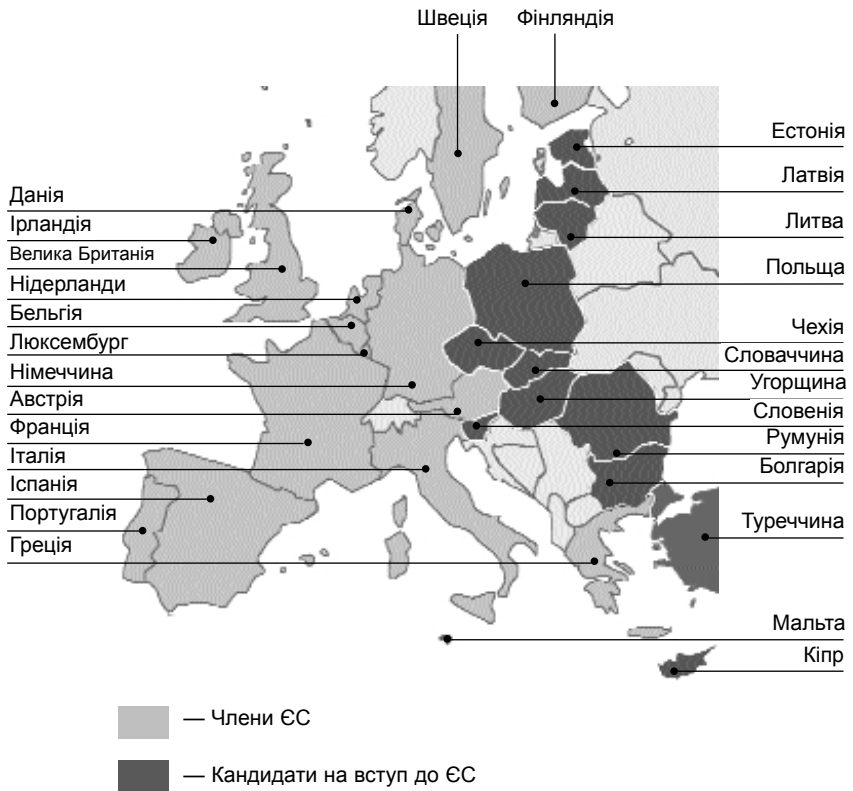 Швеція
Фінляндія
Естонія
Латвія
Литва
Польща
Чехія
Словаччина
Угорщина
Словенія
Румунія
Болгарія
Туреччина
Мальта
Кіпр
Данія
Ірландія
Велика Британія
Нідерланди
Бельгія
Люксембург
Німеччина
Австрія
Франція
Італія
Іспанія
Португалія
Греція
— Члени ЄС
— Кандидати на вступ до ЄС